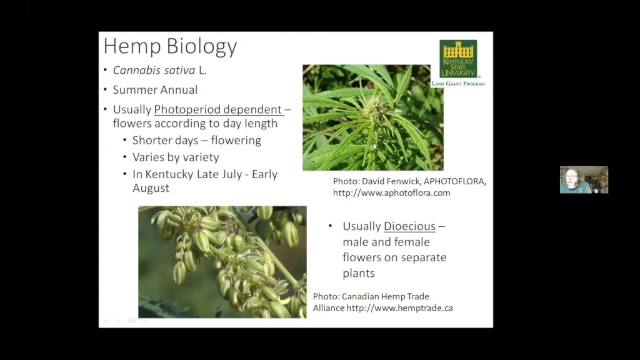 Hemp Biology
• Cannabis sativa L.
• Summer Annual
• Usually Photoperiod dependent –
flowers according to day length
• Shorter days – flowering
• Varies by variety
• In Kentucky Late July - Early
August
KENTUCKY
STATE
UNIVERSITY
LAND GRANT PROGRAM
Photo: David Fenwick, APHOTOFLORA,
http://www.aphotoflora.com
• Usually Dioecious –
male and female
flowers on separate
plants
Photo: Canadian Hemp Trade
Alliance http://www.hemptrade.ca